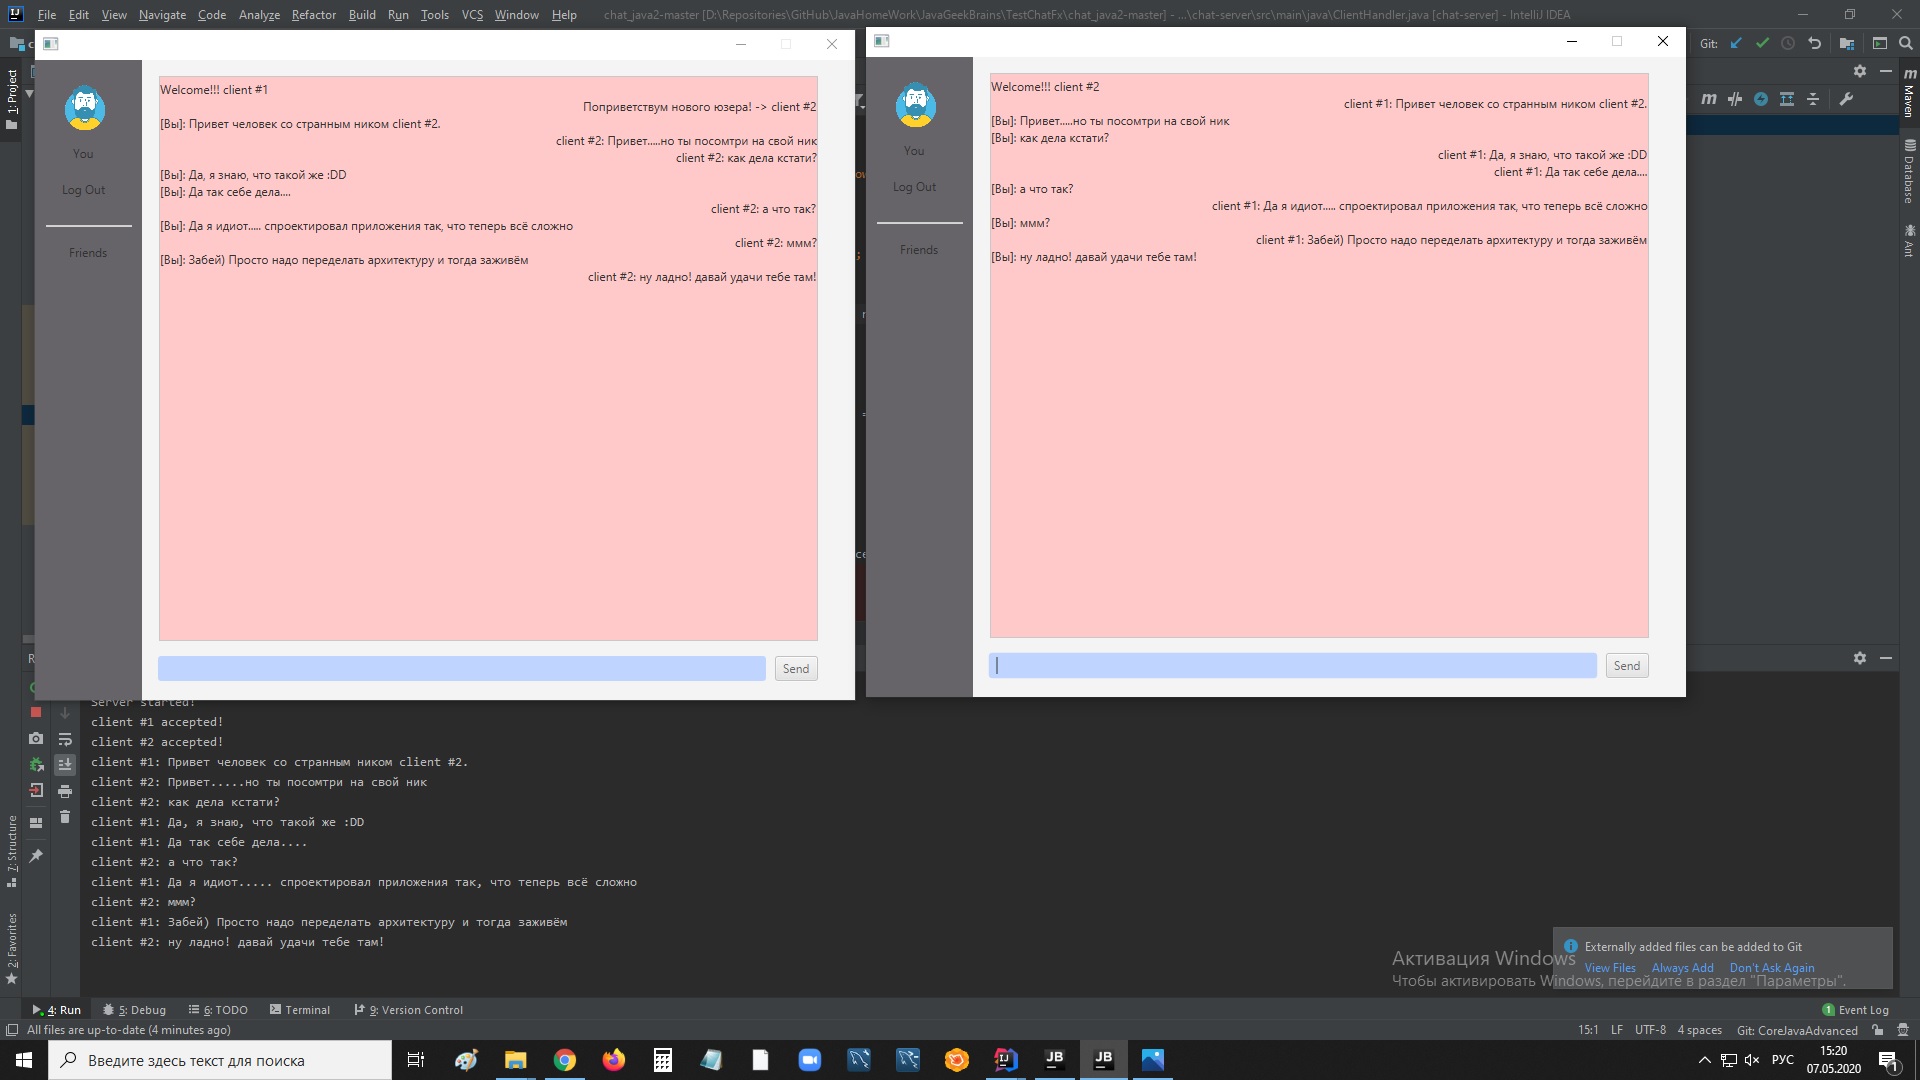 File Edit View Navigate Code Analyze Refactor Build Run Tools VCS Window Help chat_java2-master [D:\Repositories\GitHub\JavaHomeWork\JavaGeekBrains\TestChatFx\chat_java2-master] - ...\chat-server\src\main\java\ClientHandler.java [chat-server] - IntelliJ IDEA
Git:
1: Project
You
Log Out
Friends
Welcome!!! client #1
Поприветствум нового юзера! -> client #2
[Вы]: Привет человек со странным ником client #2.
client #2: Привет.....но ты посомтри на свой ник
client #2: как дела кстати?
[Вы]: Да, я знаю, что такой же :DD
[Вы]: Да так себе дела....
client #2: а что так?
[Вы]: Да я идиот..... спроектировал приложения так, что теперь всё сложно
client #2: ммм?
[Вы]: Забей) Просто надо переделать архитектуру и тогда заживём
client #2: ну ладно! давай удачи тебе там!
Send
You
Log Out
Friends
Welcome!!! client #2
client #1: Привет человек со странным ником client #2.
[Вы]: Привет.....но ты посомтри на свой ник
[Вы]: как дела кстати?
client #1: Да, я знаю, что такой же :DD
client #1: Да так себе дела....
[Вы]: а что так?
client #1: Да я идиот..... спроектировал приложения так, что теперь всё сложно
[Вы]: ммм?
client #1: Забей) Просто надо переделать архитектуру и тогда заживём
[Вы]: ну ладно! давай удачи тебе там!
Send
Maven
Database
Ant
Server started!
client #1 accepted!
client #2 accepted!
client #1: Привет человек со странным ником client #2.
client #2: Привет.....но ты посомтри на свой ник
client #2: как дела кстати?
client #1: Да, я знаю, что такой же :DD
client #1: Да так себе дела....
client #2: а что так?
client #1: Да я идиот..... спроектировал приложения так, что теперь всё сложно
client #2: ммм?
client #1: Забей) Просто надо переделать архитектуру и тогда заживём
client #2: ну ладно! давай удачи тебе там!
7: Structure
2: Favorites
Externally added files can be added to Git
View Files Always Add Don't Ask Again
Активация Windows
Чтобы активировать Windows, перейдите в раздел "Параметры".
4: Run 5: Debug 6: TODO Terminal 9: Version Control 1 Event Log
All files are up-to-date (4 minutes ago) 15:1 LF UTF-8 4 spaces Git: CoreJavaAdvanced
Введите здесь текст для поиска
JB
JB
РУС
15:20
07.05.2020
1